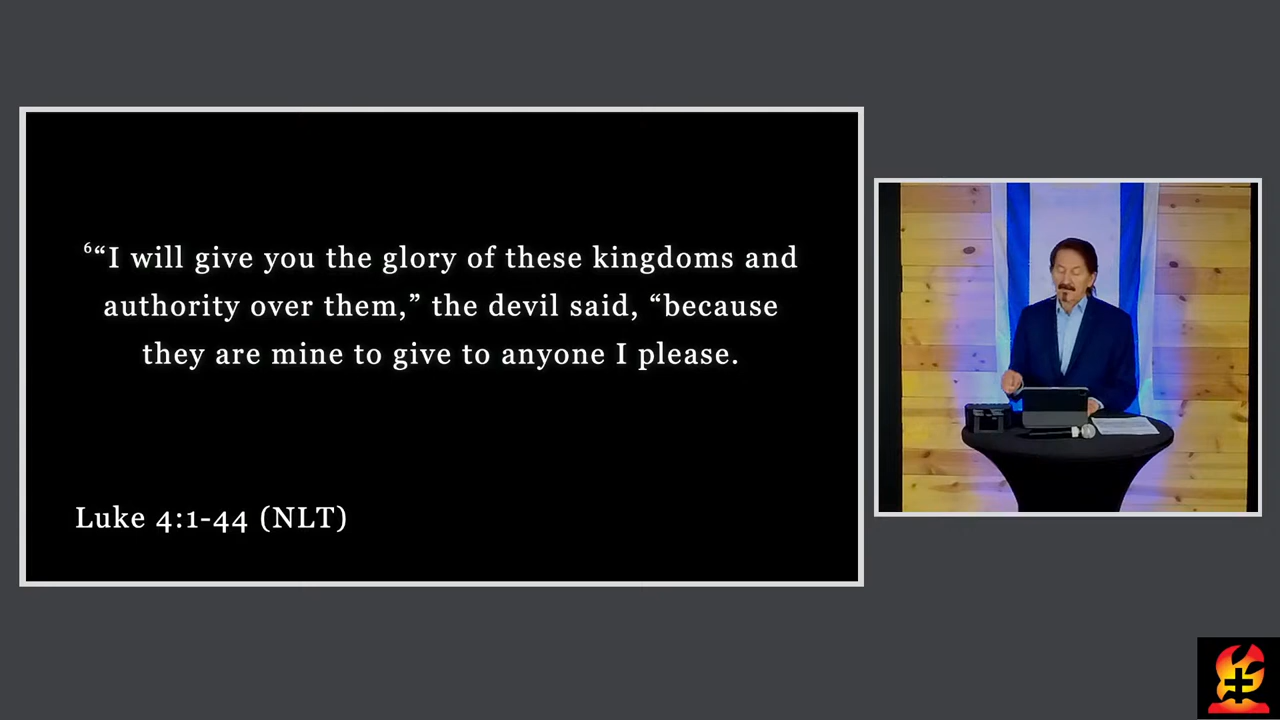 ⁶“I will give you the glory of these kingdoms and
authority over them,” the devil said, “because
they are mine to give to anyone I please.
Luke 4:1-44 (NLT)